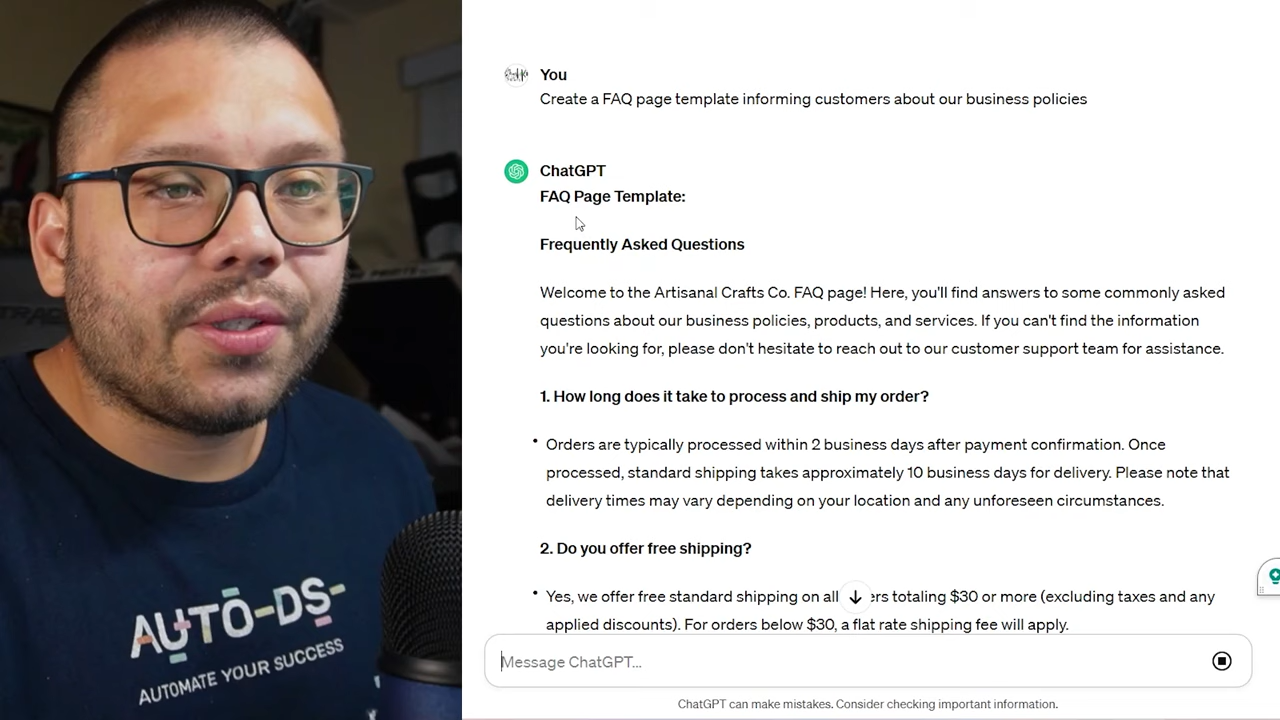 You
Create a FAQ page template informing customers about our business policies
ChatGPT
FAQ Page Template:
Frequently Asked Questions
Welcome to the Artisanal Crafts Co. FAQ page! Here, you'll find answers to some commonly asked
questions about our business policies, products, and services. If you can't find the information
you're looking for, please don't hesitate to reach out to our customer support team for assistance.
1. How long does it take to process and ship my order?
• Orders are typically processed within 2 business days after payment confirmation. Once
processed, standard shipping takes approximately 10 business days for delivery. Please note that
delivery times may vary depending on your location and any unforeseen circumstances.
2. Do you offer free shipping?
• Yes, we offer free standard shipping on all totaling $30 or more (excluding taxes and any
applied discounts). For orders below $30, a flat rate shipping fee will apply.
Message ChatGPT...
ChatGPT can make mistakes. Consider checking important information.
AUTO-DS
AUTOMATE YOUR SUCCESS